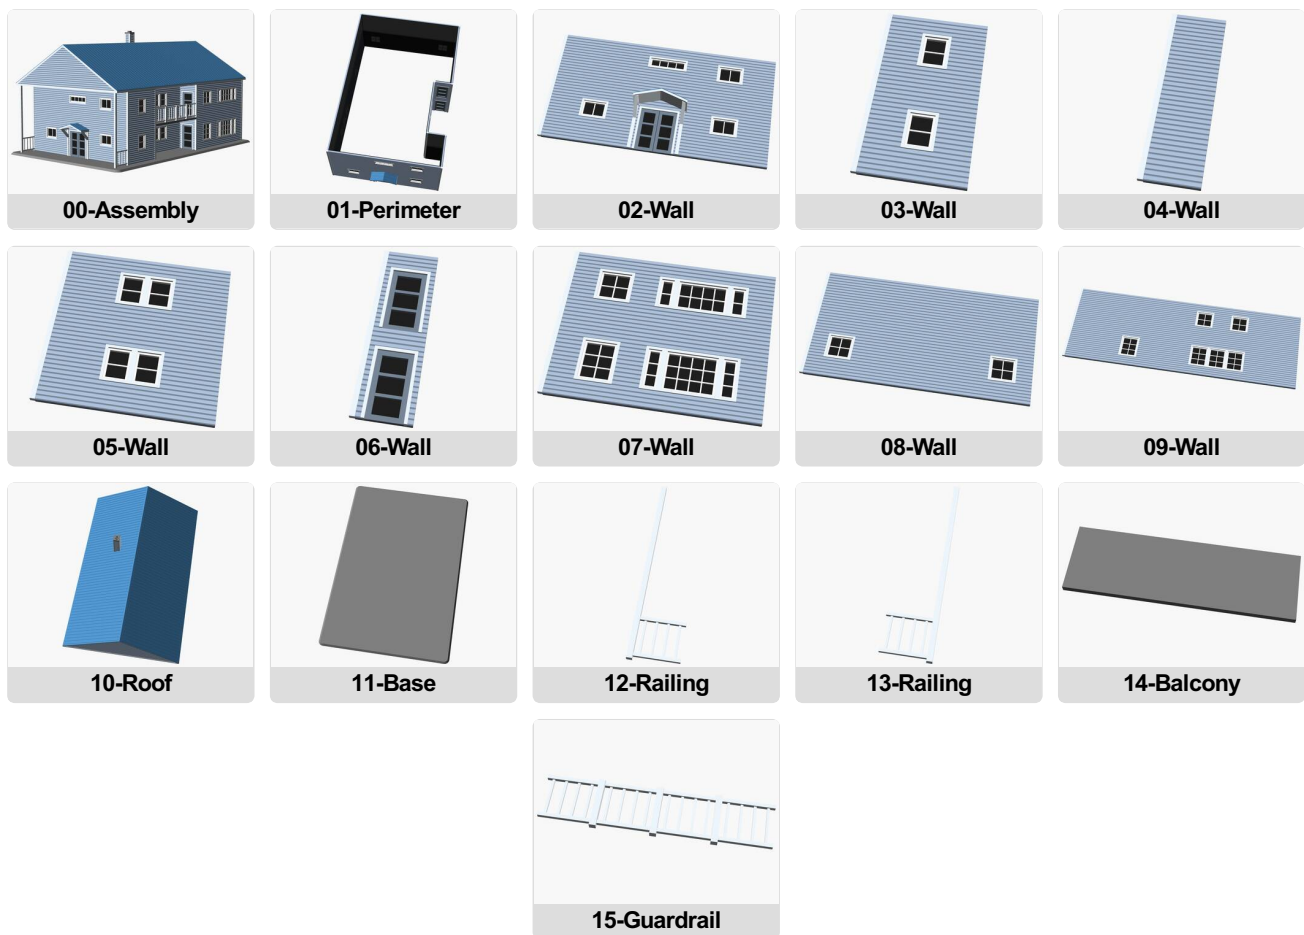 00-Assembly
01-Perimeter
02-Wall
03-Wall
04-Wall
05-Wall
06-Wall
07-Wall
08-Wall
09-Wall
10-Roof
11-Base
12-Railing
13-Railing
14-Balcony
15-Guardrail